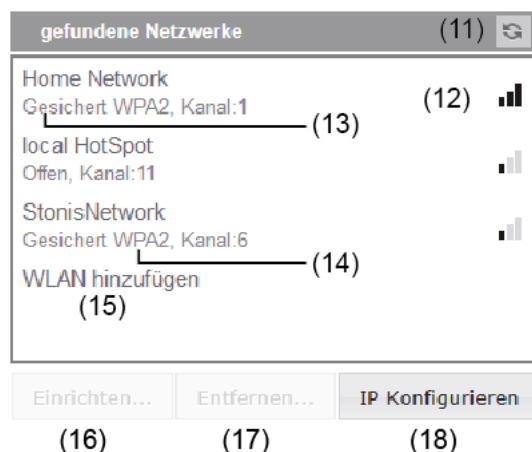 gefundene Netzwerke (11)
Home Network
Gesichert WPA2, Kanal:1 (12)
(13)
local HotSpot
Offen, Kanal:11
StonisNetwork
Gesichert WPA2, Kanal:6
(14)
WLAN hinzufügen
(15)
Einrichten... Entfernen... IP Konfigurieren
(16) (17) (18)